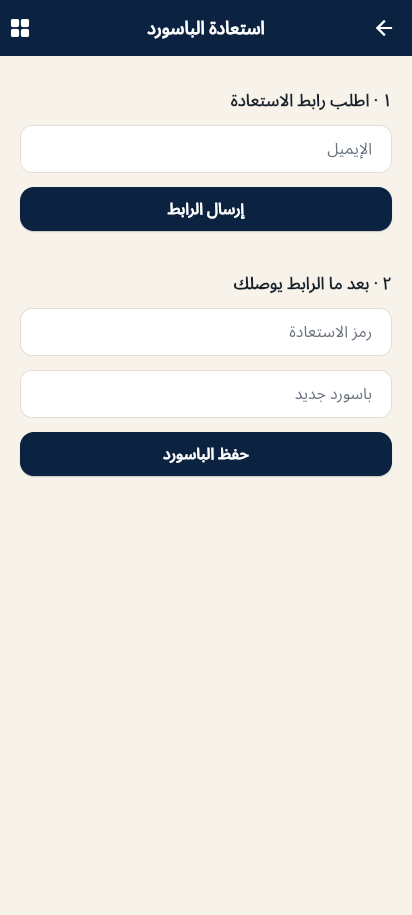 استعادة الباسورد
١ · اطلب رابط الاستعادة
الإيميل
إرسال الرابط
٢ · بعد ما الرابط يوصلك
رمز الاستعادة
باسورد جديد
حفظ الباسورد